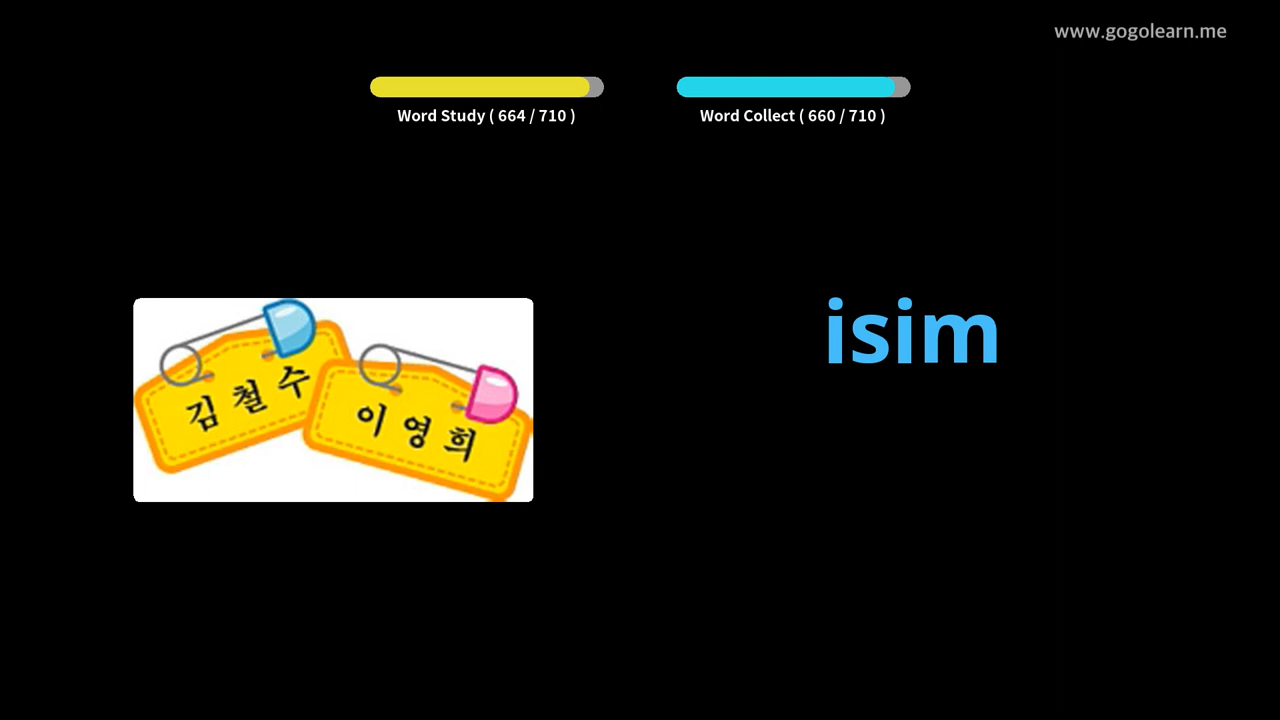 www.gogolearn.me
Word Study ( 664 / 710 )
Word Collect ( 660 / 710 )
김철수
이영희
isim